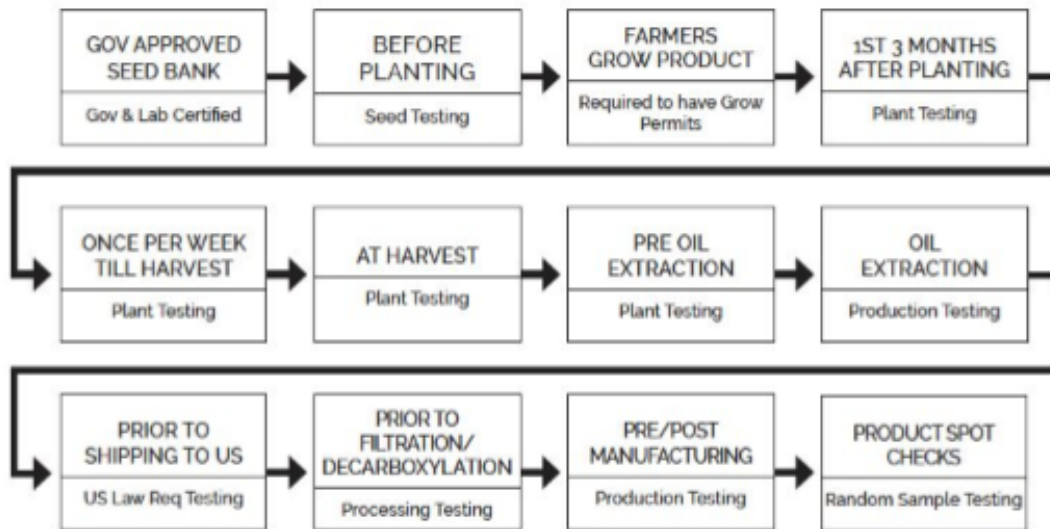 GOV APPROVED
SEED BANK
Gov & Lab Certified
BEFORE
PLANTING
Seed Testing
FARMERS
GROW PRODUCT
Required to have Grow
Permits
1ST 3 MONTHS
AFTER PLANTING
Plant Testing
ONCE PER WEEK
TILL HARVEST
Plant Testing
AT HARVEST
Plant Testing
PRE OIL
EXTRACTION
Plant Testing
OIL
EXTRACTION
Production Testing
PRIOR TO
SHIPPING TO US
US Law Req Testing
PRIOR TO
FILTRATION/
DECARBOXYLATION
Processing Testing
PRE/POST
MANUFACTURING
Production Testing
PRODUCT SPOT
CHECKS
Random Sample Testing